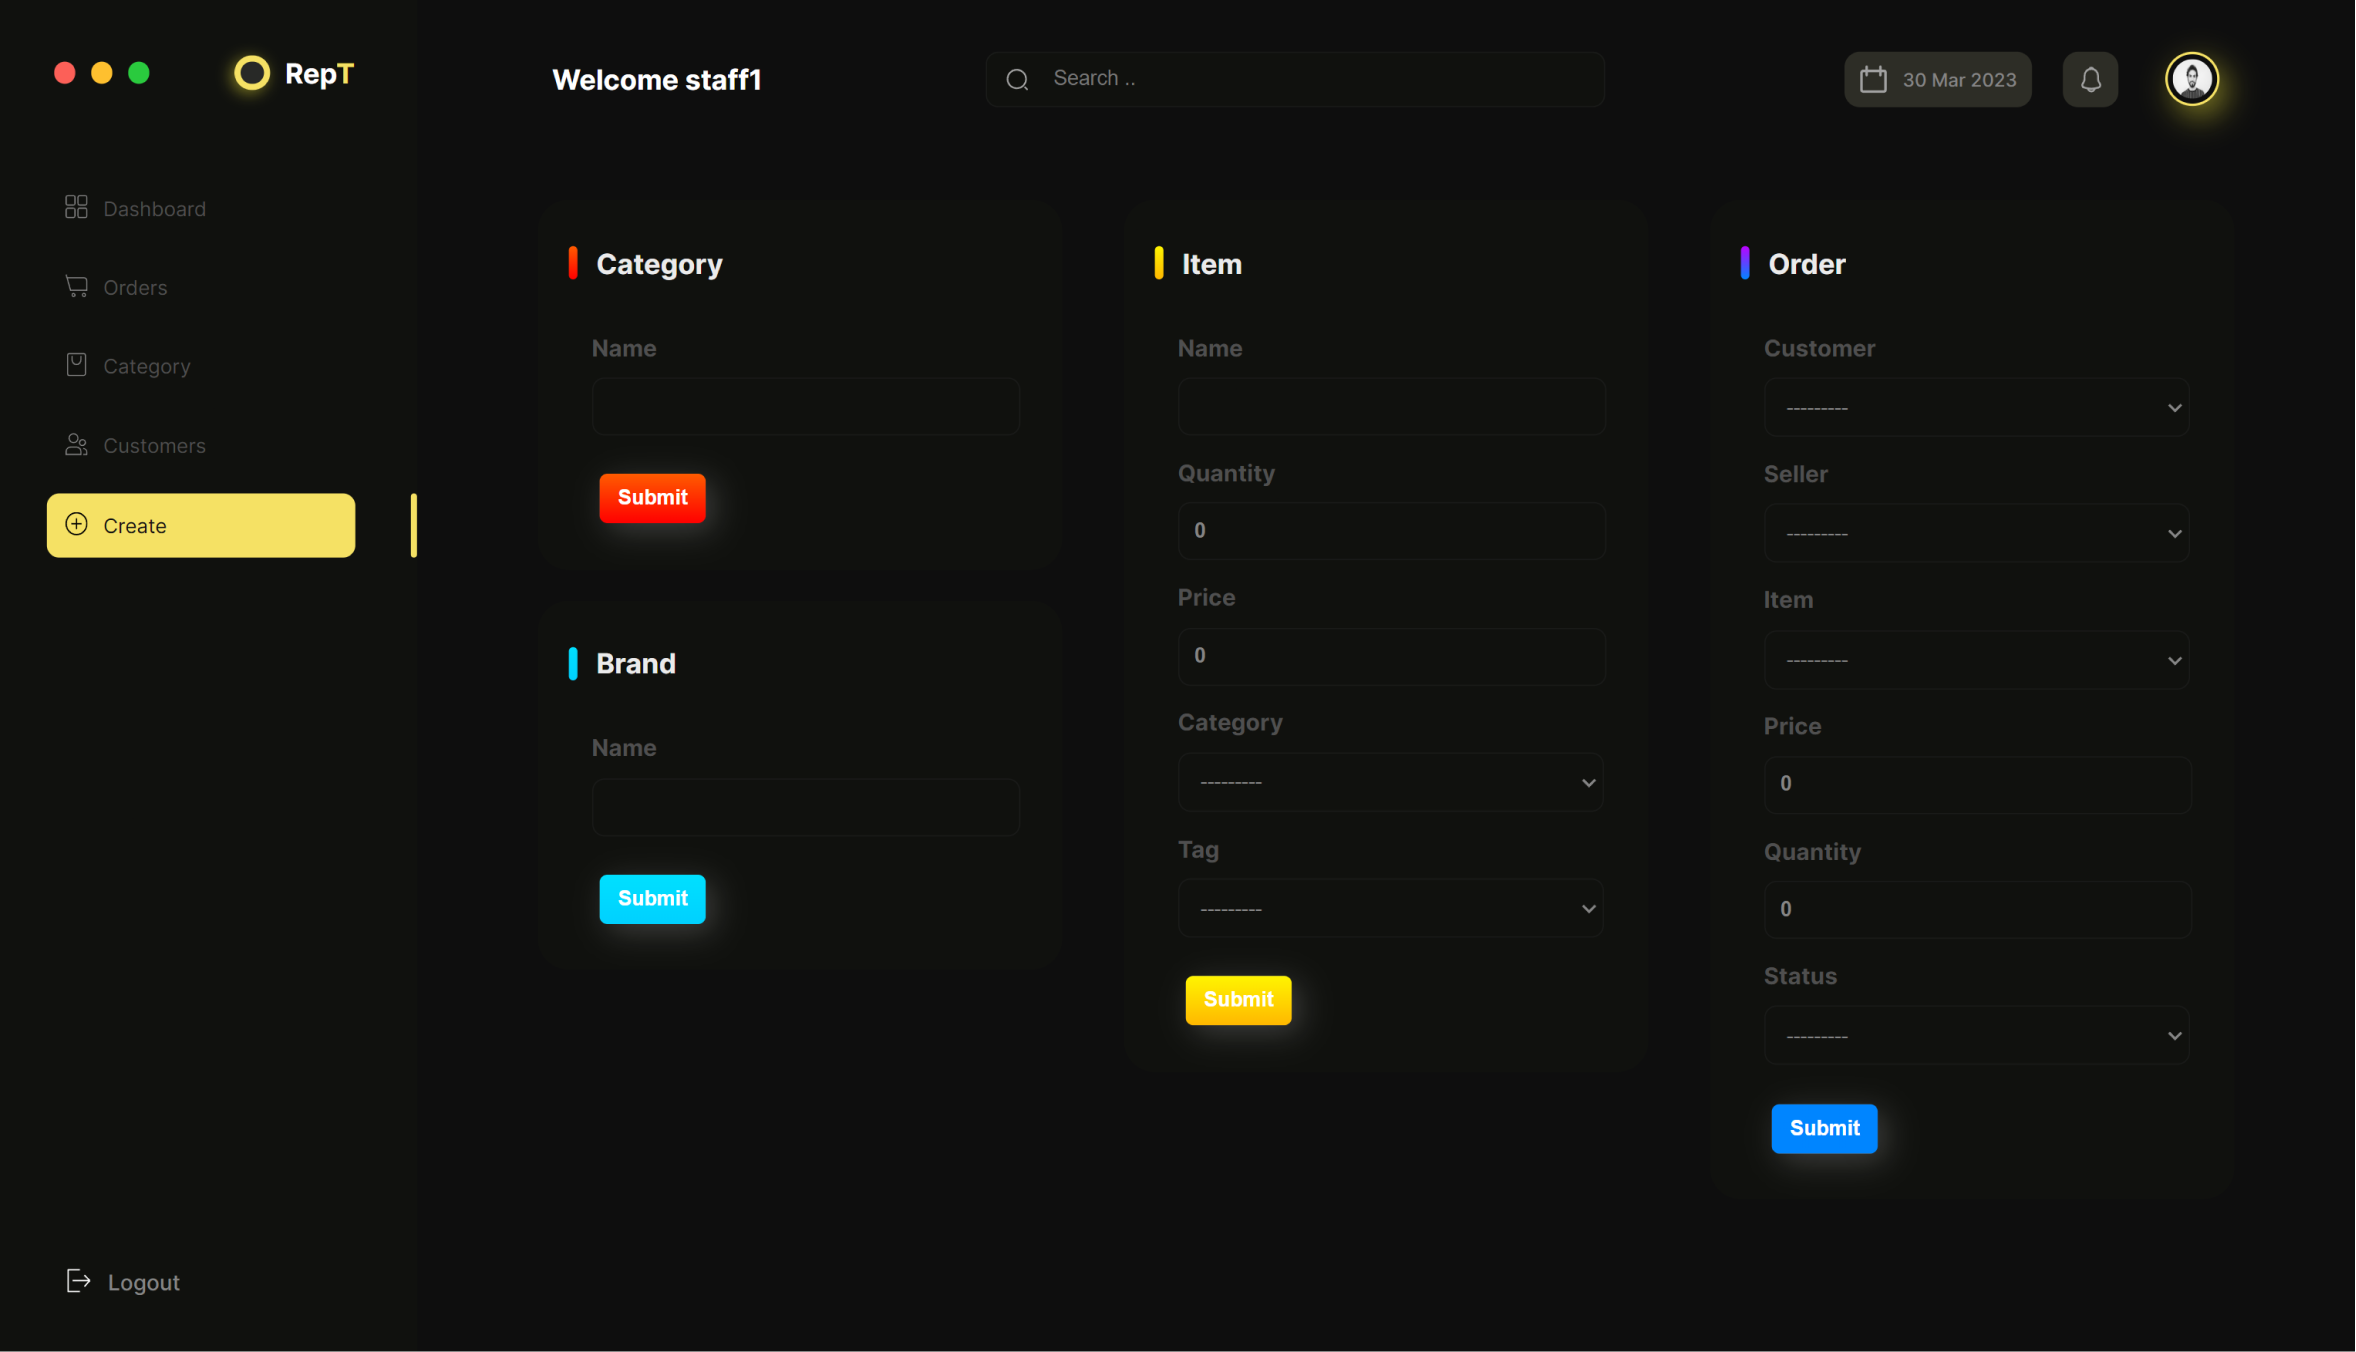 RepT
Dashboard
Orders
Category
Customers
Create
Logout
Welcome staff1
Search ..
30 Mar 2023
Category
Name
Submit
Brand
Name
Submit
Item
Name
Quantity
0
Price
0
Category
---------
Tag
---------
Submit
Order
Customer
---------
Seller
---------
Item
---------
Price
0
Quantity
0
Status
---------
Submit